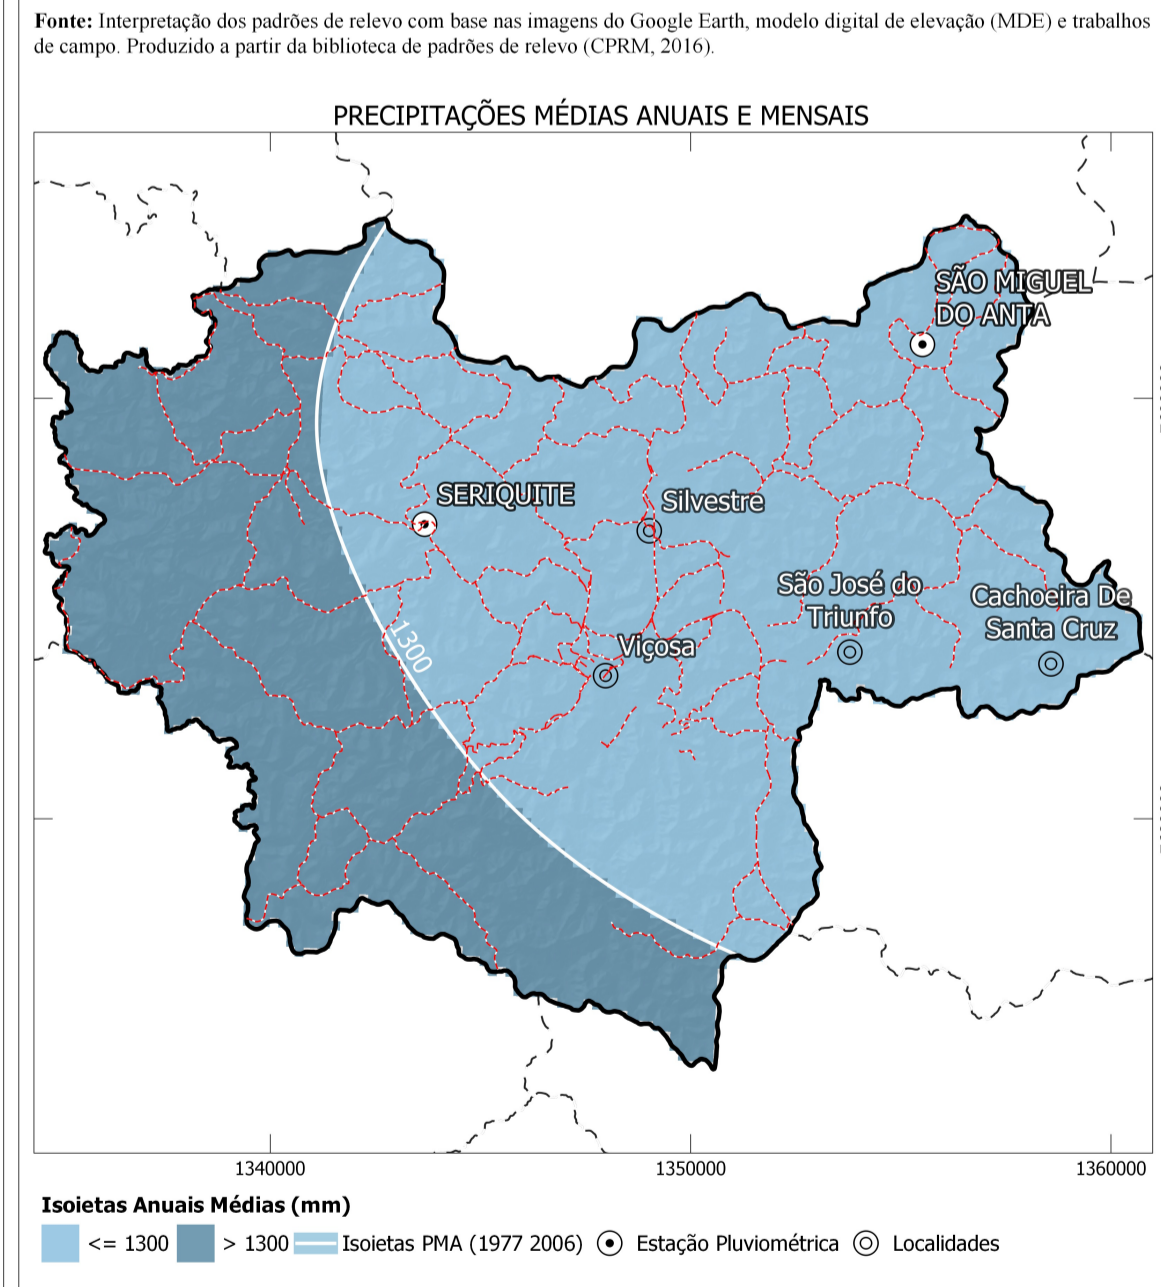 Fonte: Interpretação dos padrões de relevo com base nas imagens do Google Earth, modelo digital de elevação (MDE) e trabalhos
de campo. Produzido a partir da biblioteca de padrões de relevo (CPRM, 2016).
PRECIPITAÇÕES MÉDIAS ANUAIS E MENSAIS
SÃO MIGUEL
DO ANTA
SERIQUITE
Silvestre
São José do
Triunfo
Cachoeira De
Santa Cruz
1300
Viçosa
1340000
1350000
1360000
Isoietas Anuais Médias (mm)
<= 1300
> 1300
Isoietas PMA (1977 2006)
Estação Pluviométrica
Localidades